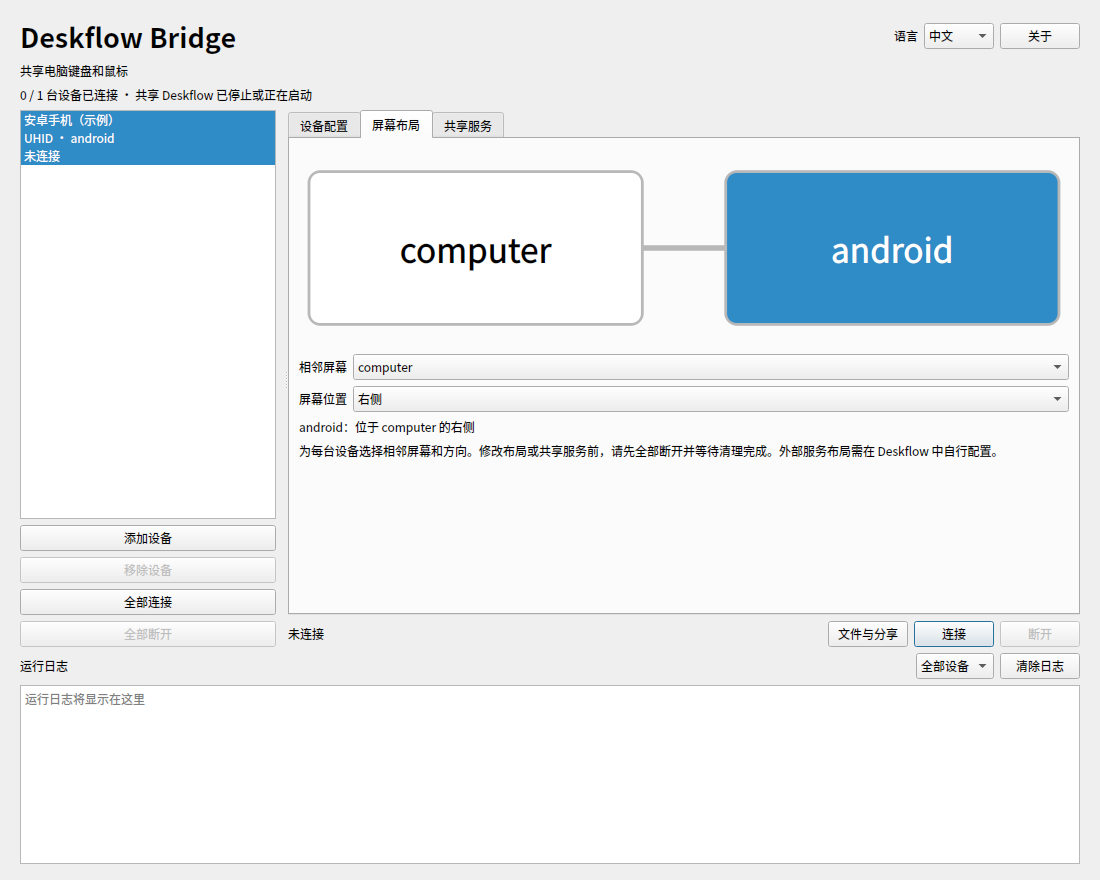 Deskflow Bridge
语言 中文 关于
共享电脑键盘和鼠标
0 / 1 台设备已连接 · 共享 Deskflow 已停止或正在启动
安卓手机（示例）
UHID · android
未连接
设备配置 屏幕布局 共享服务
computer android
相邻屏幕 computer
屏幕位置 右侧
android：位于 computer 的右侧
为每台设备选择相邻屏幕和方向。修改布局或共享服务前，请先全部断开并等待清理完成。外部服务布局需在 Deskflow 中自行配置。
添加设备
移除设备
全部连接
全部断开
未连接 文件与分享 连接 断开
运行日志 全部设备 清除日志
运行日志将显示在这里